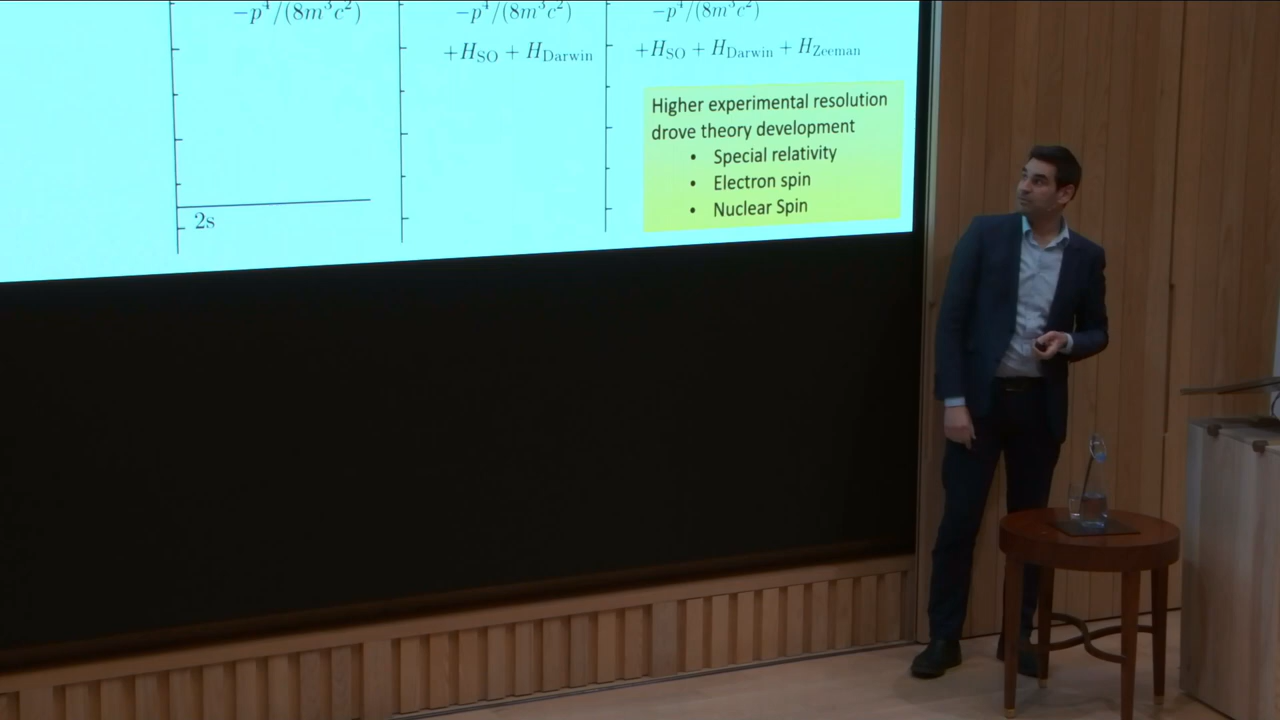 −p⁴/(8m³c²) −p⁴/(8m³c²) −p⁴/(8m³c²)
+H_SO + H_Darwin +H_SO + H_Darwin + H_Zeeman
Higher experimental resolution
drove theory development
• Special relativity
• Electron spin
• Nuclear Spin
2s